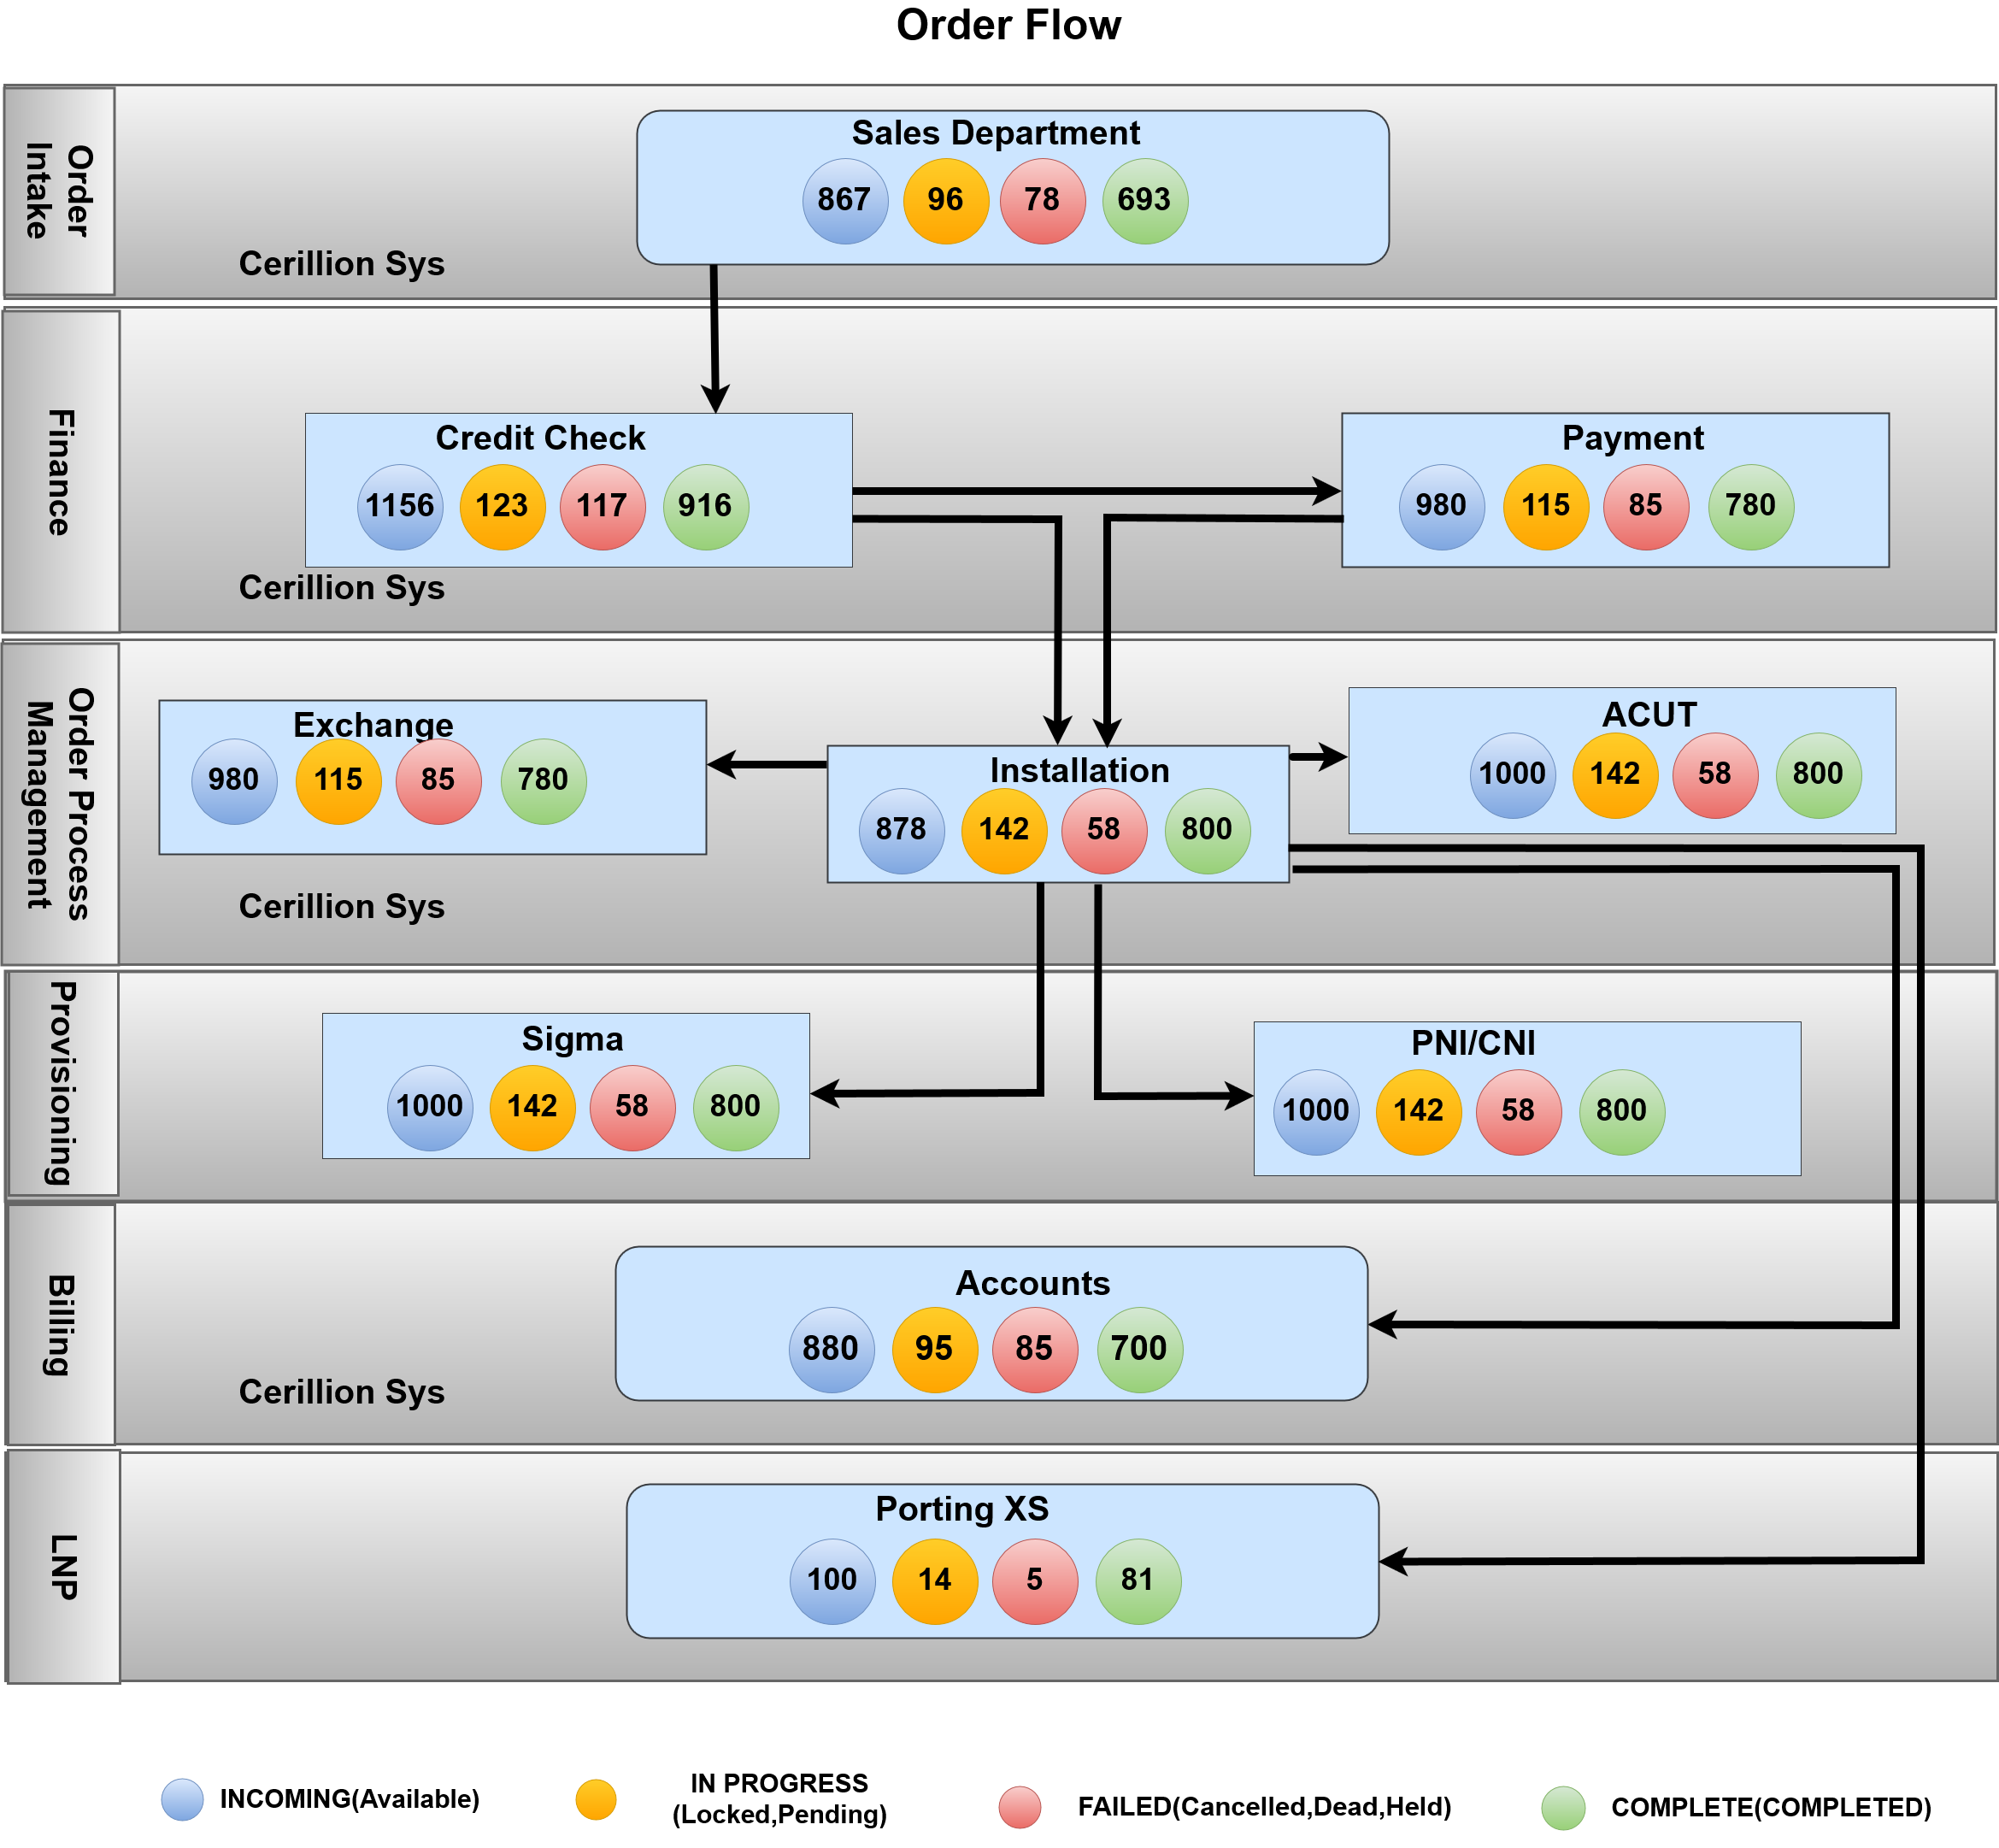 Order Flow
Order
Intake
Sales Department
867 96 78 693
Cerillion Sys
Finance
Credit Check
1156 123 117 916
Payment
980 115 85 780
Cerillion Sys
Order Process
Management
Exchange
980 115 85 780
Installation
878 142 58 800
ACUT
1000 142 58 800
Cerillion Sys
Provisioning
Sigma
1000 142 58 800
PNI/CNI
1000 142 58 800
Billing
Accounts
880 95 85 700
Cerillion Sys
LNP
Porting XS
100 14 5 81
INCOMING(Available)
IN PROGRESS
(Locked,Pending)
FAILED(Cancelled,Dead,Held)
COMPLETE(COMPLETED)